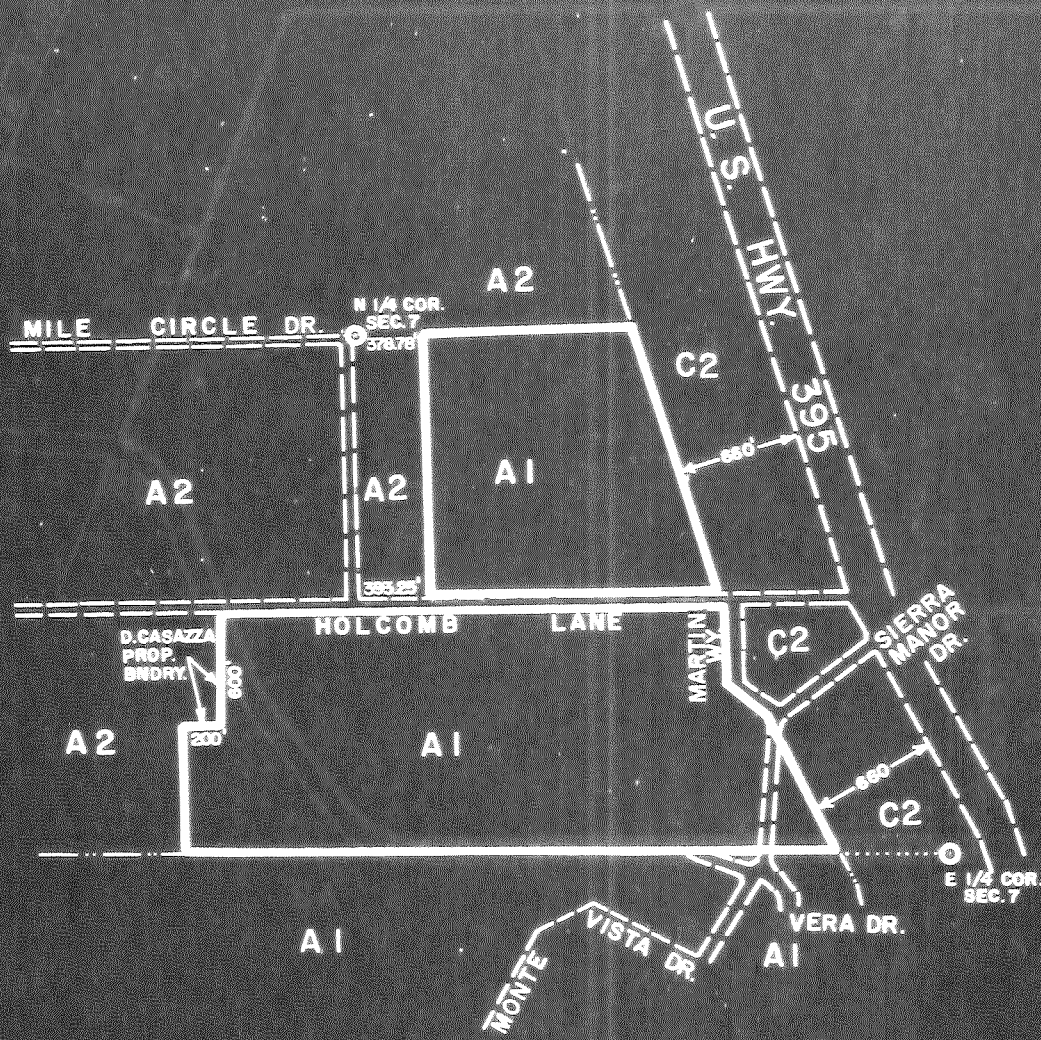 U.S. HWY. 395
A2
N 1/4 COR.
SEC. 7
MILE CIRCLE DR.
378.78'
C2
660'
A2
A2
A1
393.25'
HOLCOMB LANE
D. CASAZZA
PROP.
BNDRY.
600'
200'
MARTIN
WY.
C2
SIERRA
MANOR
DR.
A2
A1
660'
C2
E 1/4 COR.
SEC. 7
VERA DR.
A1
A1
MONTE VISTA DR.